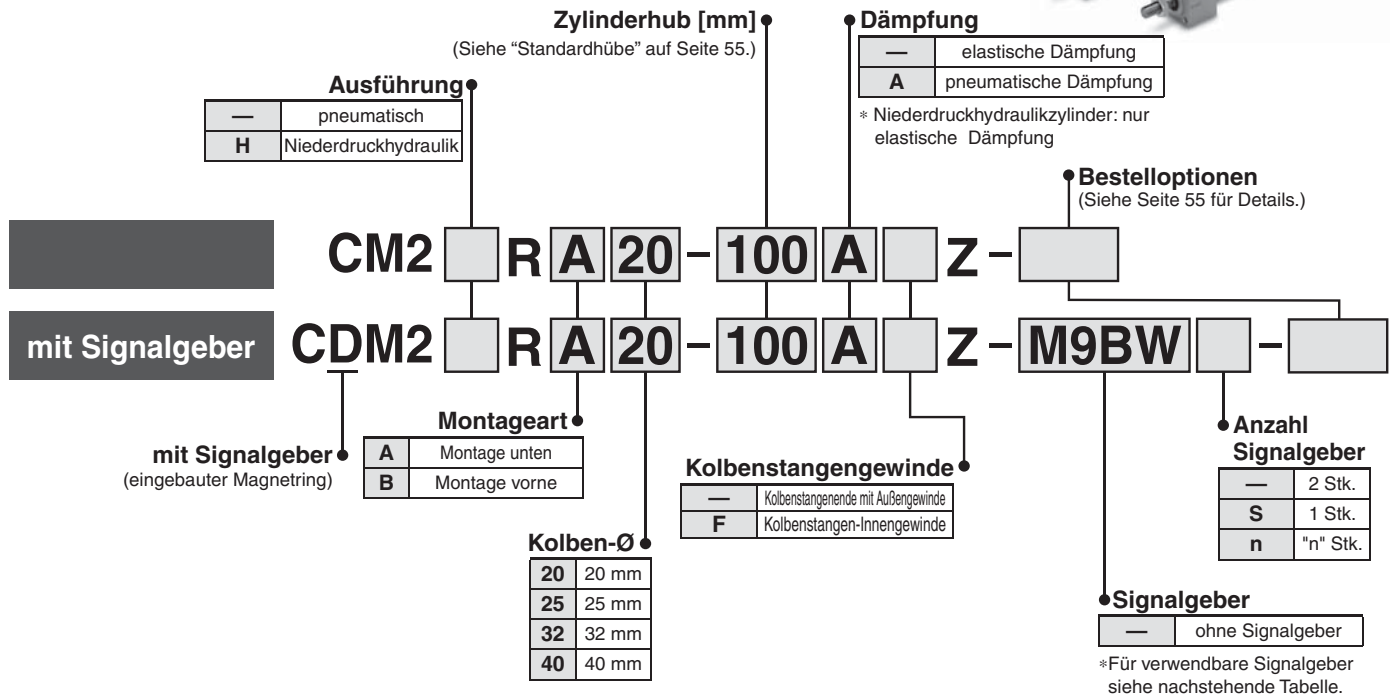 Zylinderhub [mm]
(Siehe “Standardhübe” auf Seite 55.)
Dämpfung
— elastische Dämpfung
A pneumatische Dämpfung
* Niederdruckhydraulikzylinder: nur
elastische Dämpfung
Ausführung
— pneumatisch
H Niederdruckhydraulik
Bestelloptionen
(Siehe Seite 55 für Details.)
CM2 R A 20 - 100 A Z -
mit Signalgeber CDM2 R A 20 - 100 A Z - M9BW -
mit Signalgeber
(eingebauter Magnetring)
Montageart
A Montage unten
B Montage vorne
Kolben-Ø
20 20 mm
25 25 mm
32 32 mm
40 40 mm
Kolbenstangengewinde
— Kolbenstangenende mit Außengewinde
F Kolbenstangen-Innengewinde
Anzahl
Signalgeber
— 2 Stk.
S 1 Stk.
n "n" Stk.
Signalgeber
— ohne Signalgeber
*Für verwendbare Signalgeber
siehe nachstehende Tabelle.